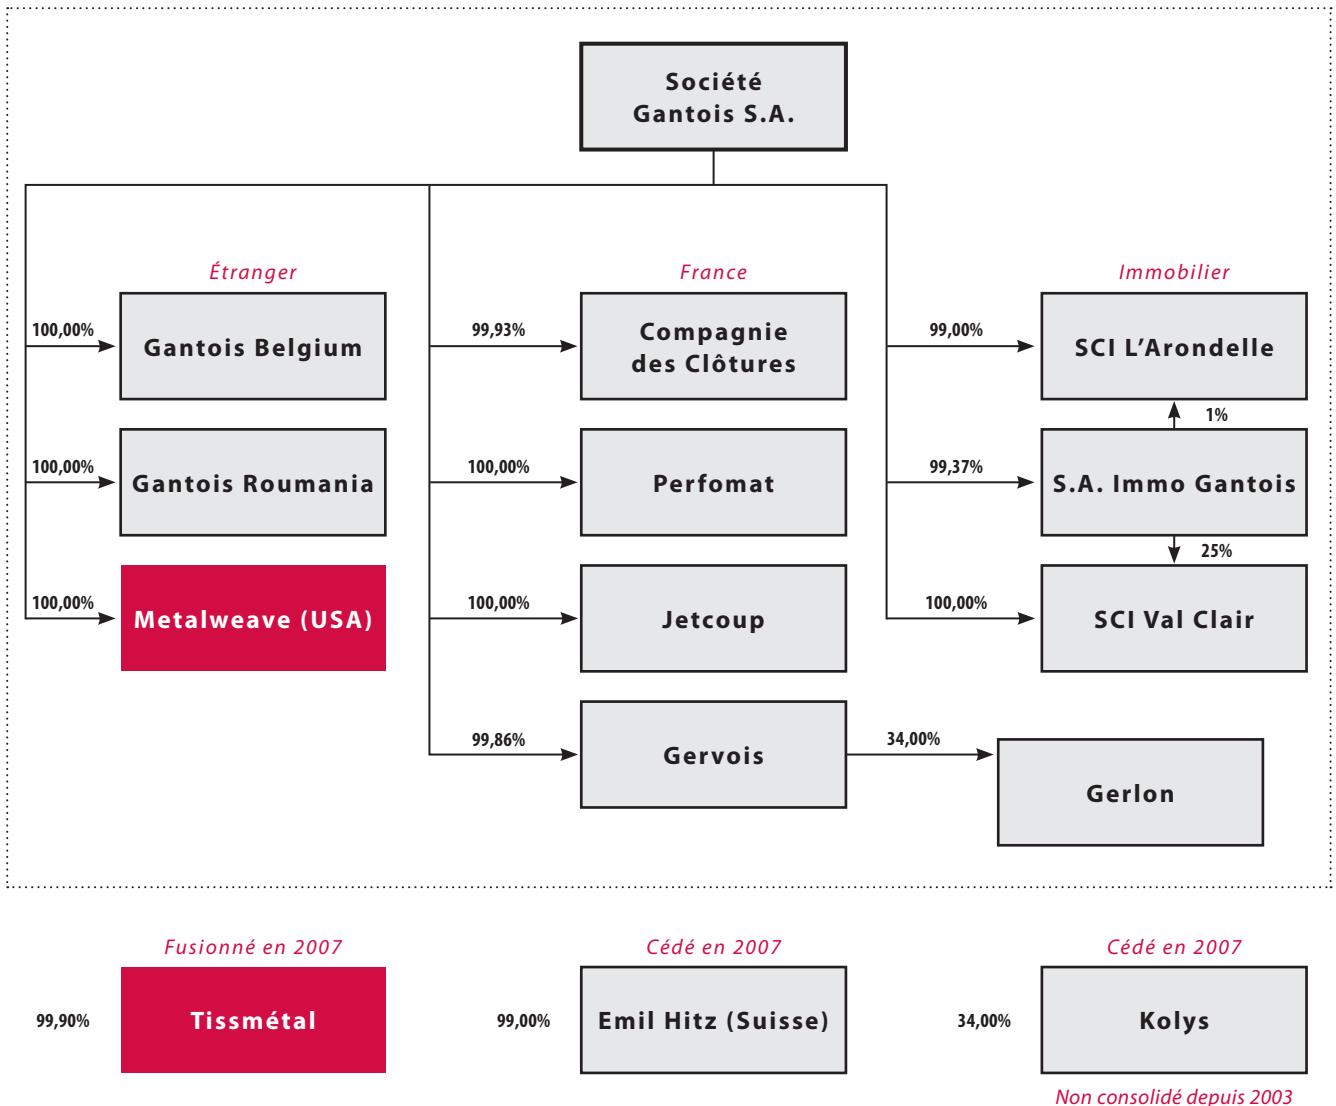 Société
Gantois S.A.
Étranger
France
Immobilier
100,00%
Gantois Belgium
99,93%
Compagnie
des Clôtures
99,00%
SCI L’Arondelle
1%
100,00%
Gantois Roumania
100,00%
Perfomat
99,37%
S.A. Immo Gantois
25%
100,00%
Metalweave (USA)
100,00%
Jetcoup
100,00%
SCI Val Clair
99,86%
Gervois
34,00%
Gerlon
Fusionné en 2007
Cédé en 2007
Cédé en 2007
99,90%
Tissmétal
99,00%
Emil Hitz (Suisse)
34,00%
Kolys
Non consolidé depuis 2003